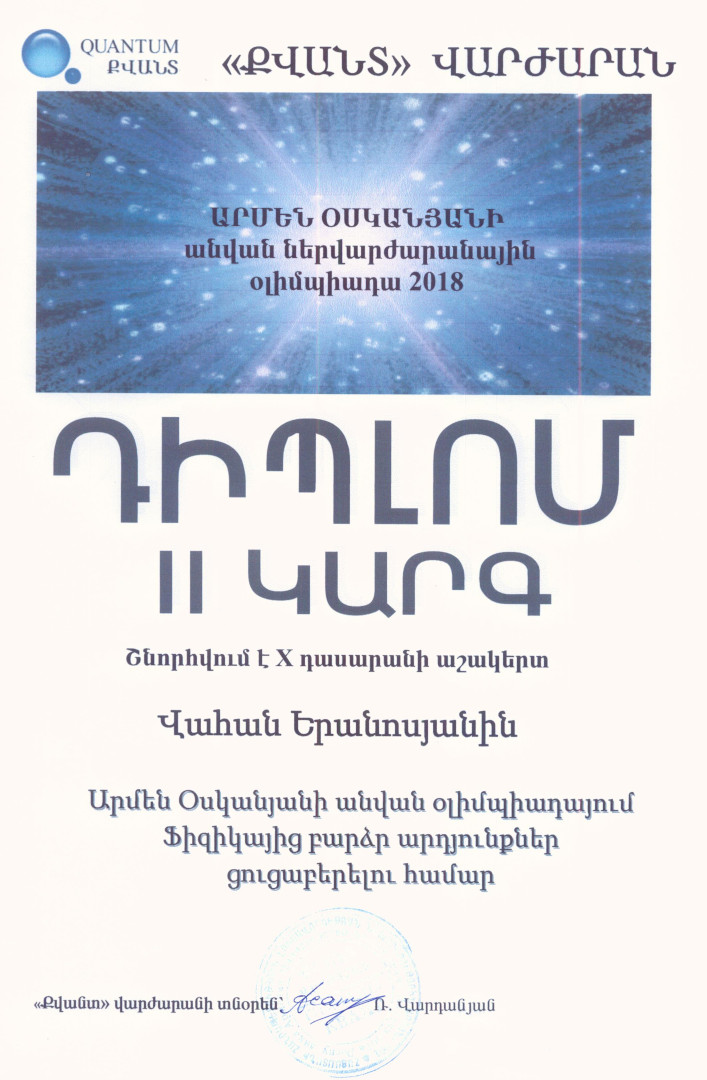 QUANTUM
ՔՎԱՆՏ
«ՔՎԱՆՏ» ՎԱՐԺԱՐԱՆ
ԱՐՄԵՆ ՕՍԿԱՆՅԱՆԻ
անվան ներվարժարանային
օլիմպիադա 2018
ԴԻՊԼՈՄ
II ԿԱՐԳ
Շնորհվում է X դասարանի աշակերտ
Վահան Երանոսյանին
Արմեն Օսկանյանի անվան օլիմպիադայում
Ֆիզիկայից բարձր արդյունքներ
ցուցաբերելու համար
«Քվանտ» վարժարանի տնօրեն՝ Ռ. Վարդանյան